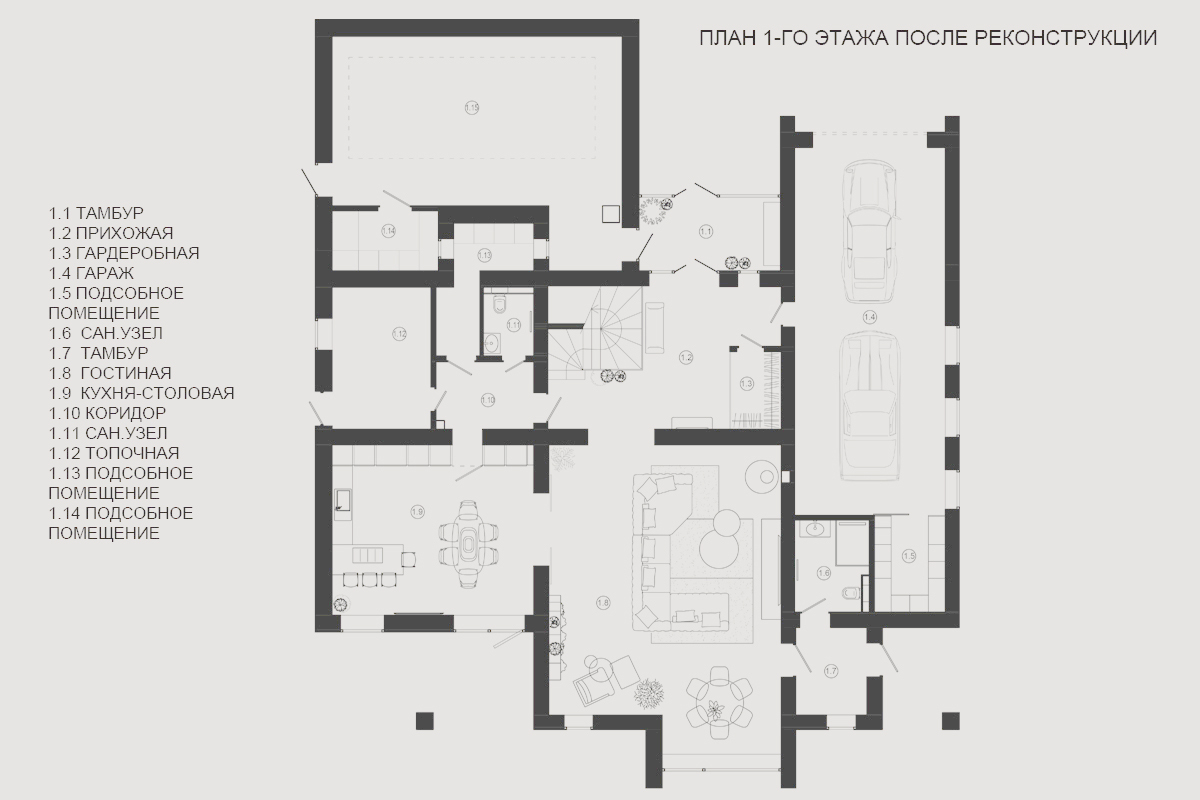 ПЛАН 1-ГО ЭТАЖА ПОСЛЕ РЕКОНСТРУКЦИИ
1.1 ТАМБУР
1.2 ПРИХОЖАЯ
1.3 ГАРДЕРОБНАЯ
1.4 ГАРАЖ
1.5 ПОДСОБНОЕ
ПОМЕЩЕНИЕ
1.6 САН.УЗЕЛ
1.7 ТАМБУР
1.8 ГОСТИНАЯ
1.9 КУХНЯ-СТОЛОВАЯ
1.10 КОРИДОР
1.11 САН.УЗЕЛ
1.12 ТОПОЧНАЯ
1.13 ПОДСОБНОЕ
ПОМЕЩЕНИЕ
1.14 ПОДСОБНОЕ
ПОМЕЩЕНИЕ
1.15
1.14
1.1
1.13
1.4
1.11
1.12
1.2
1.3
1.10
1.9
1.5
1.6
1.8
1.7